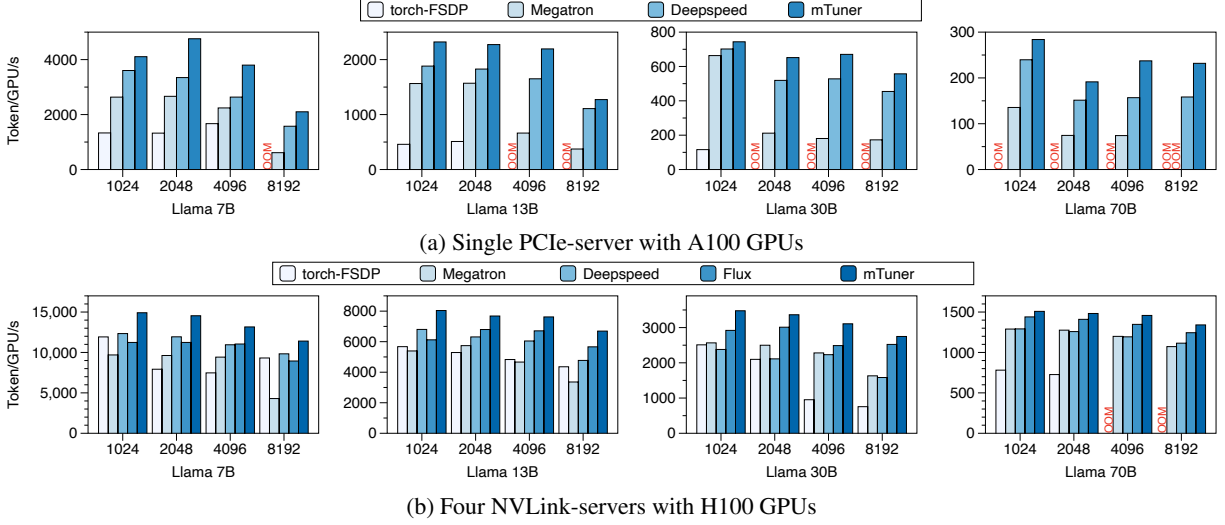 torch-FSDP Megatron Deepspeed mTuner
Token/GPU/s
4000
2000
0
OOM
1024 2048 4096 8192
Llama 7B
2000
1000
0
OOM OOM
1024 2048 4096 8192
Llama 13B
800
600
400
200
0
OOM OOM OOM
1024 2048 4096 8192
Llama 30B
300
200
100
0
OOM OOM OOM OOM OOM
1024 2048 4096 8192
Llama 70B
(a) Single PCIe-server with A100 GPUs
torch-FSDP Megatron Deepspeed Flux mTuner
Token/GPU/s
15,000
10,000
5,000
0
1024 2048 4096 8192
Llama 7B
8000
6000
4000
2000
0
1024 2048 4096 8192
Llama 13B
3000
2000
1000
0
1024 2048 4096 8192
Llama 30B
1500
1000
500
0
OOM OOM
1024 2048 4096 8192
Llama 70B
(b) Four NVLink-servers with H100 GPUs